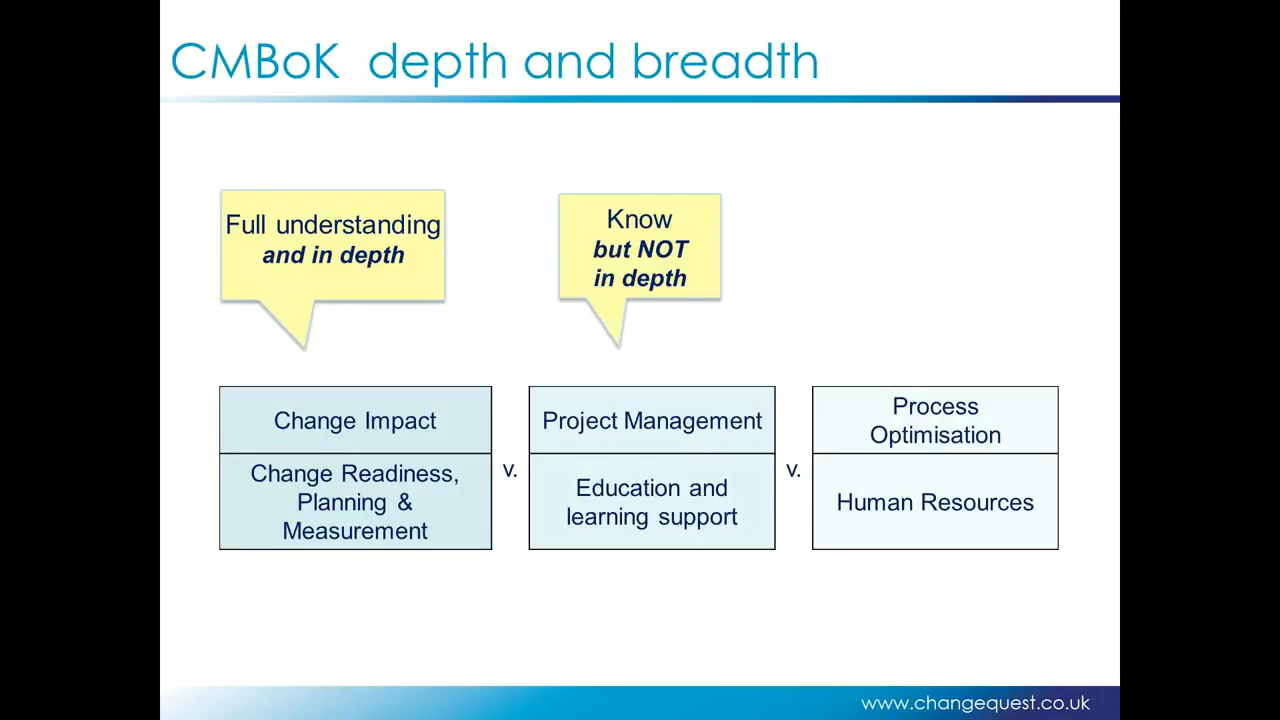 CMBoK depth and breadth
Full understanding
and in depth
Know
but NOT
in depth
Change Impact
Change Readiness,
Planning &
Measurement
v.
Project Management
Education and
learning support
v.
Process
Optimisation
Human Resources
www.changequest.co.uk